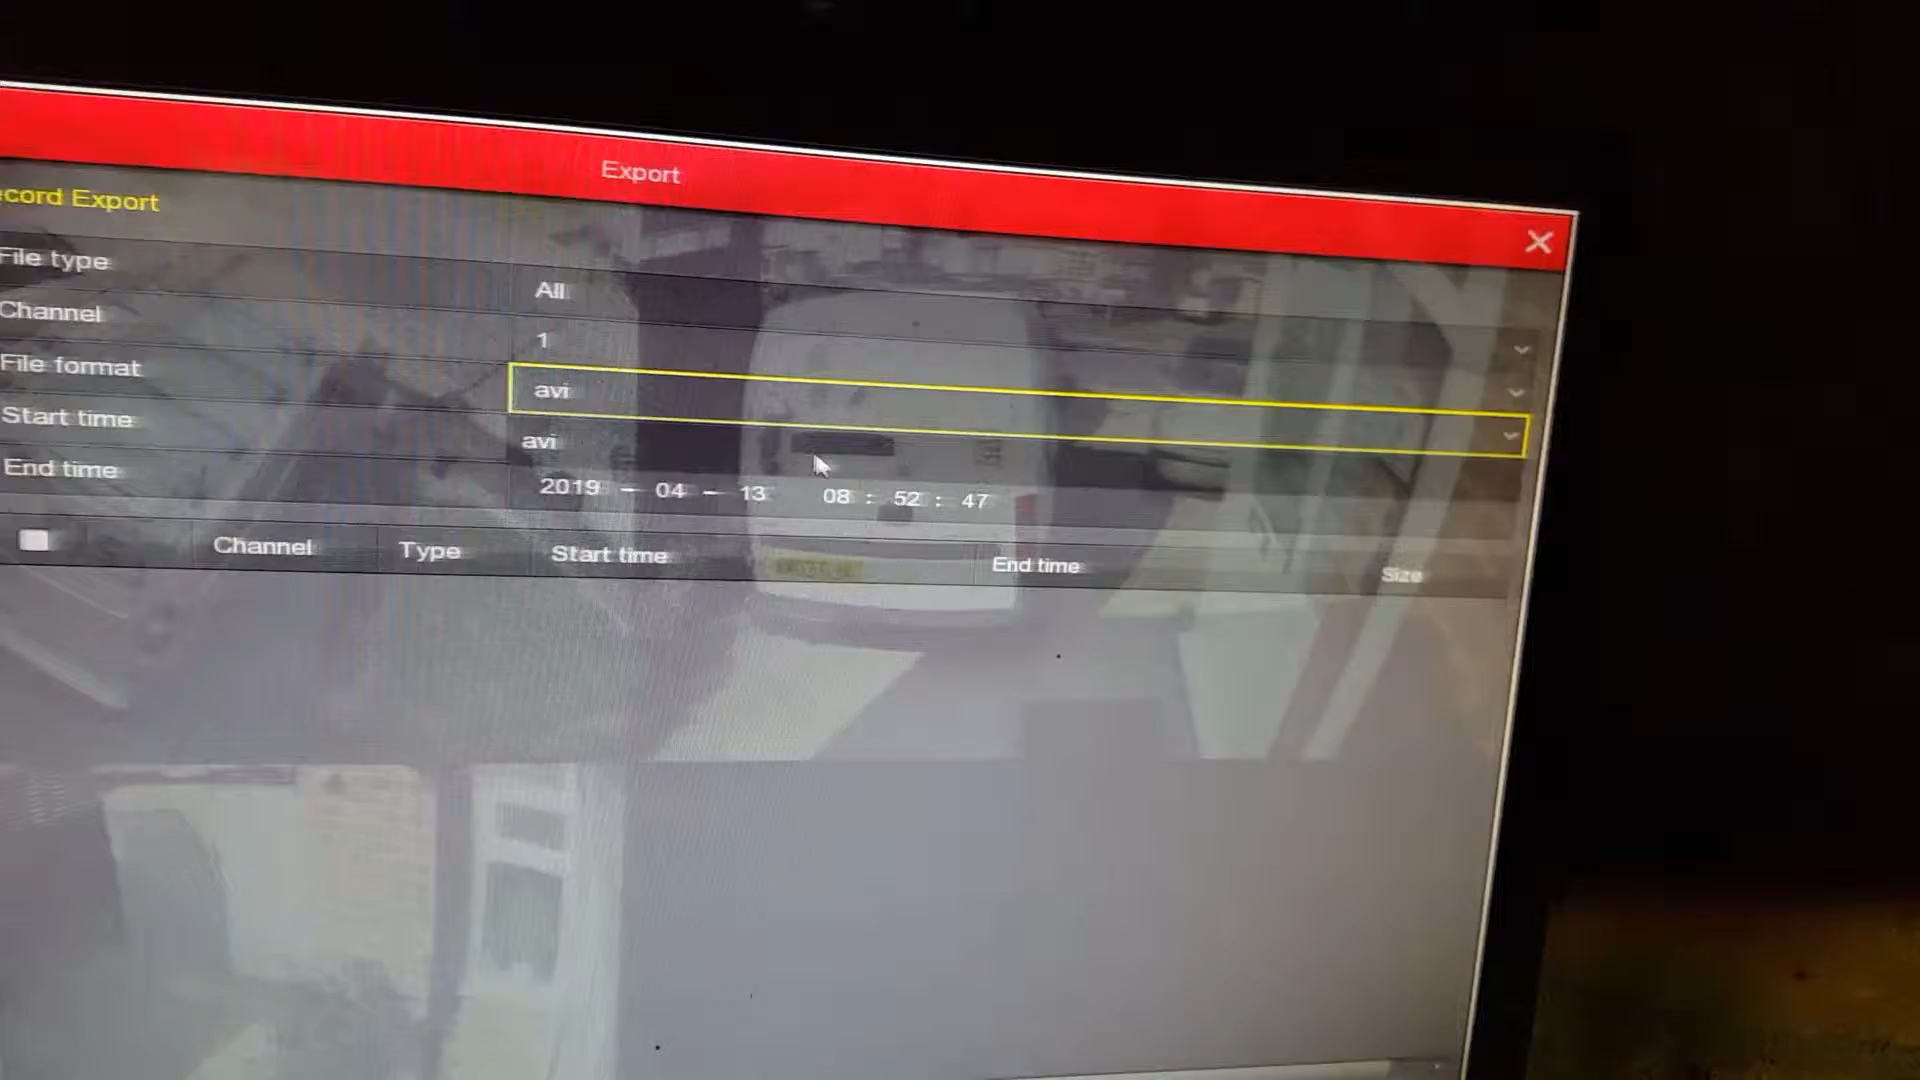 Export
ecord Export
File type All
Channel 1
File format avi
Start time avi
End time 2019 - 04 - 13 08 : 52 : 47
Channel Type Start time End time Size